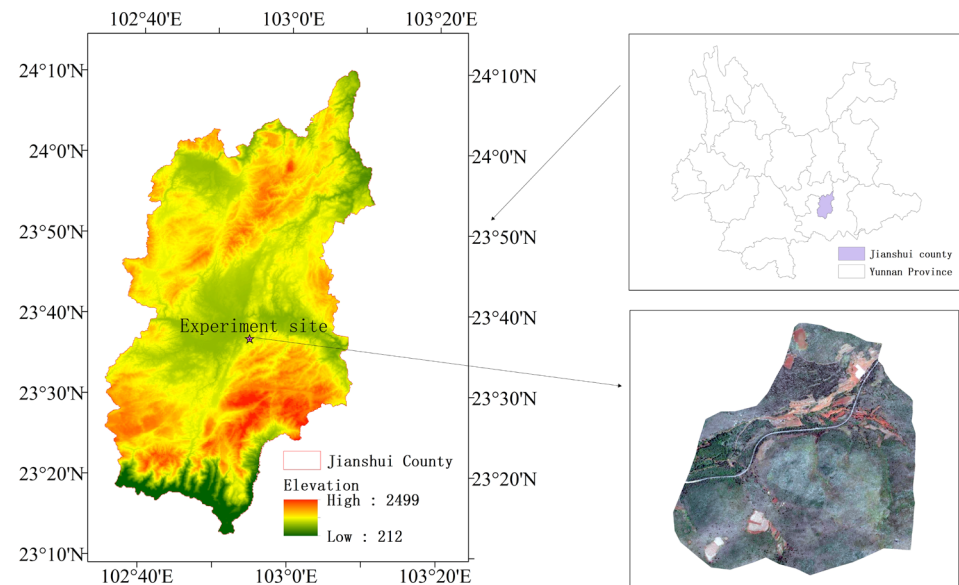 102°40'E 103°0'E 103°20'E
24°10'N
24°0'N
23°50'N
23°40'N
23°30'N
23°20'N
23°10'N
24°10'N
24°0'N
23°50'N
23°40'N
23°30'N
23°20'N
Experiment site
Jianshui County
Elevation
High : 2499
Low : 212
102°40'E 103°0'E 103°20'E
Jianshui county
Yunnan Province